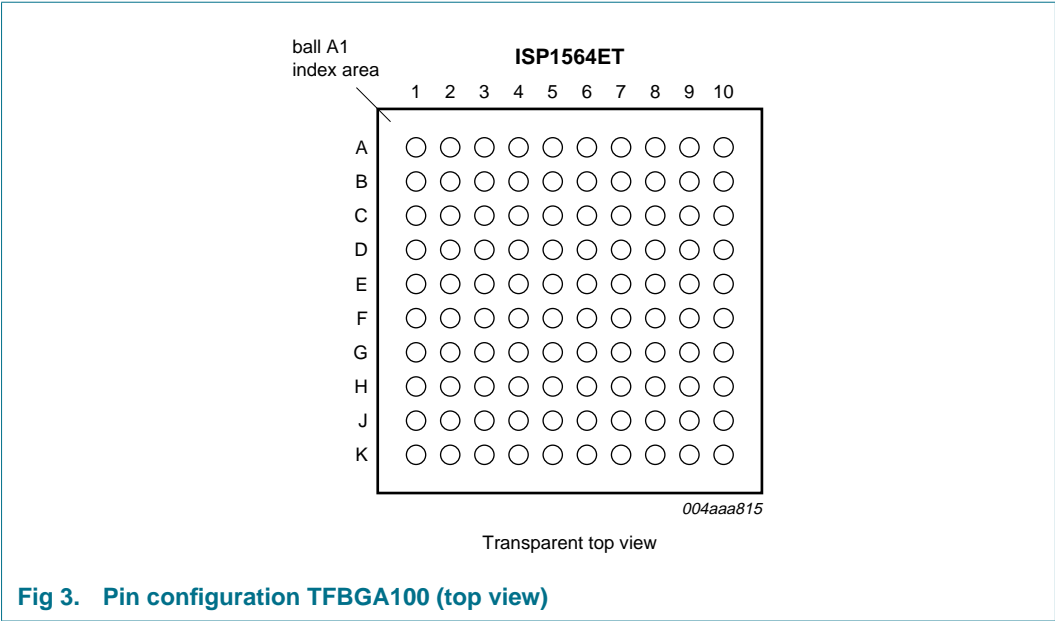 ball A1
index area
ISP1564ET
1 2 3 4 5 6 7 8 9 10
A
B
C
D
E
F
G
H
J
K
004aaa815
Transparent top view
Fig 3. Pin configuration TFBGA100 (top view)